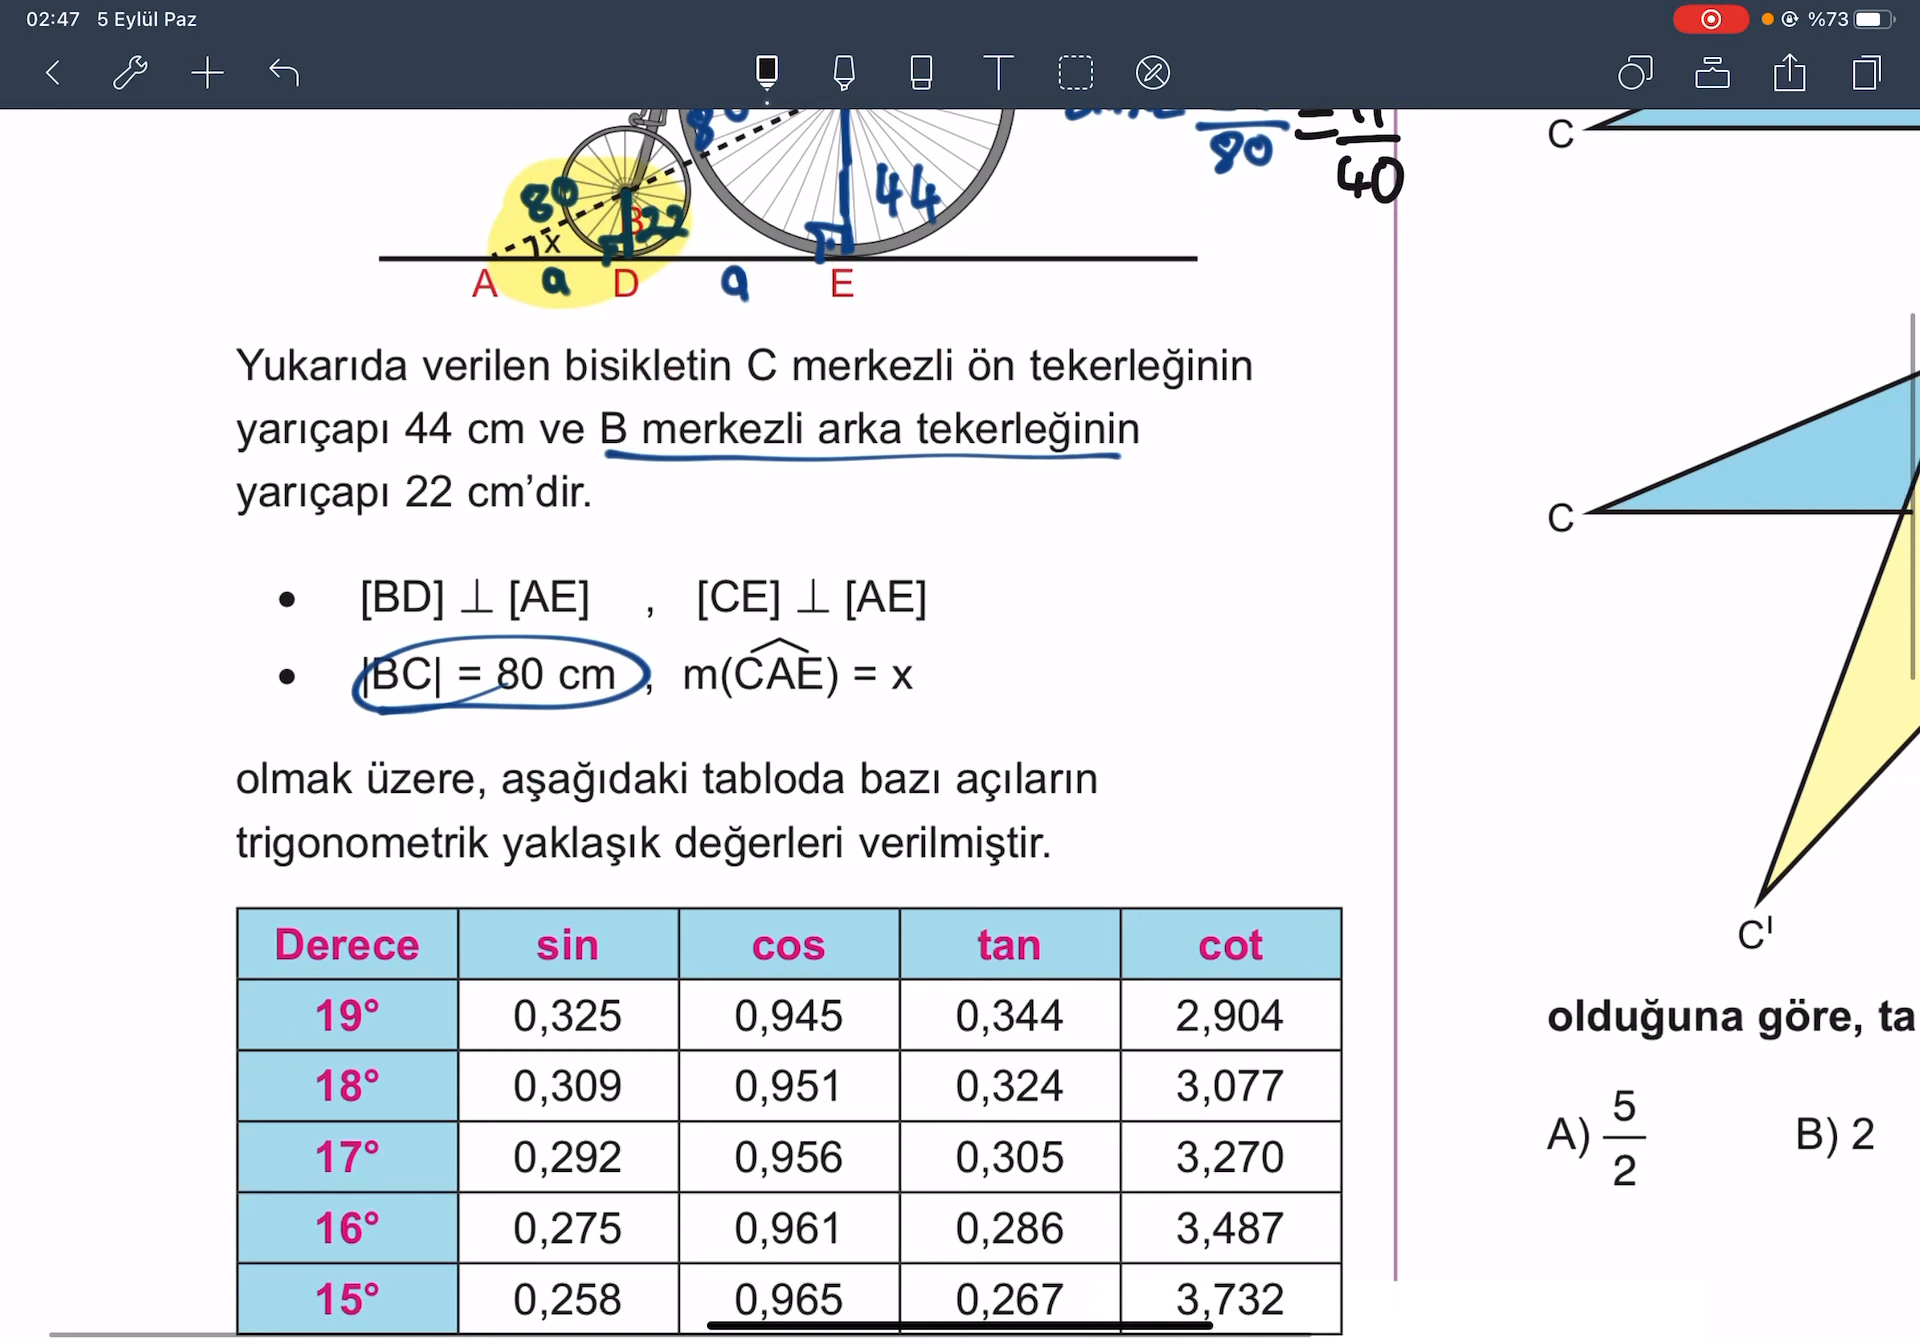 02:47 5 Eylül Paz
%73
80
80
44
80
= 11
40
80
B
22
x
A a D a E
Yukarıda verilen bisikletin C merkezli ön tekerleğinin
yarıçapı 44 cm ve B merkezli arka tekerleğinin
yarıçapı 22 cm'dir.
• [BD] ⊥ [AE] , [CE] ⊥ [AE]
• |BC| = 80 cm , m(CAE) = x
olmak üzere, aşağıdaki tabloda bazı açıların
trigonometrik yaklaşık değerleri verilmiştir.
Derece sin cos tan cot
19° 0,325 0,945 0,344 2,904
18° 0,309 0,951 0,324 3,077
17° 0,292 0,956 0,305 3,270
16° 0,275 0,961 0,286 3,487
15° 0,258 0,965 0,267 3,732
C
C
C'
olduğuna göre, ta
A) 5/2 B) 2